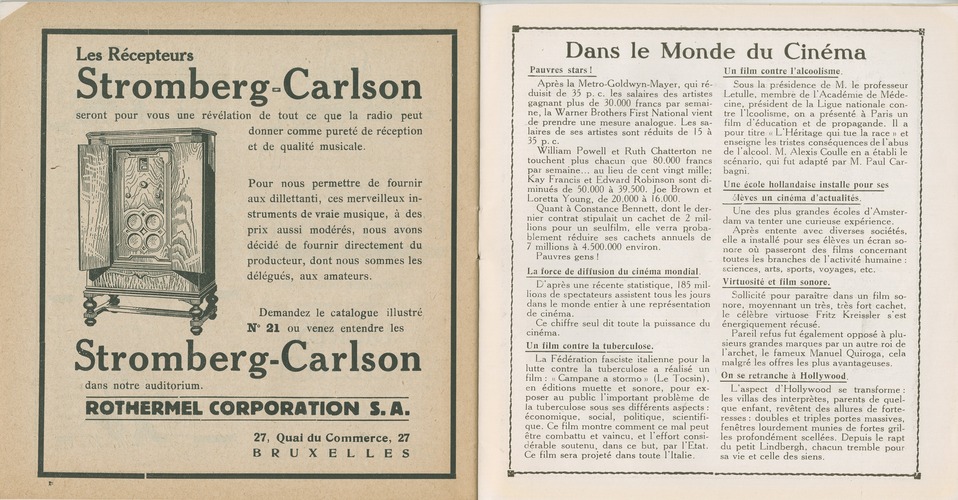 Les Récepteurs
Stromberg-Carlson
seront pour vous une révélation de tout ce que la radio peut
donner comme pureté de réception
et de qualité musicale.
Pour nous permettre de fournir
aux dillettanti, ces merveilleux in-
struments de vraie musique, à des
prix aussi modérés, nous avons
décidé de fournir directement du
producteur, dont nous sommes les
délégués, aux amateurs.
Demandez le catalogue illustré
N° 21 ou venez entendre les
Stromberg-Carlson
dans notre auditorium.
ROTHERMEL CORPORATION S.A.
27, Quai du Commerce, 27
BRUXELLES
Dans le Monde du Cinéma
Pauvres stars !
Après la Metro-Goldwyn-Mayer, qui ré-
duisit de 35 p. c. les salaires des artistes
gagnant plus de 30.000 francs par semai-
ne, la Warner Brothers First National vient
de prendre une mesure analogue. Les sa-
laires de ses artistes sont réduits de 15 à
35 p. c.
William Powell et Ruth Chatterton ne
touchent plus chacun que 80.000 francs
par semaine... au lieu de cent vingt mille;
Kay Francis et Edward Robinson sont di-
minués de 50.000 à 39.500. Joe Brown et
Loretta Young, de 20.000 à 16.000.
Quant à Constance Bennett, dont le der-
nier contrat stipulait un cachet de 2 mil-
lions pour un seulfilm, elle verra proba-
blement réduire ses cachets annuels de
7 millions à 4.500.000 environ.
Pauvres gens !
La force de diffusion du cinéma mondial.
D'après une récente statistique, 185 mil-
lions de spectateurs assistent tous les jours
dans le monde entier à une représentation
de cinéma.
Ce chiffre seul dit toute la puissance du
cinéma.
Un film contre la tuberculose.
La Fédération fasciste italienne pour la
lutte contre la tuberculose a réalisé un
film : « Campane a stormo » (Le Tocsin),
en éditions muette et sonore, pour ex-
poser au public l'important problème de
la tuberculose sous ses différents aspects :
économique, social, politique, scientifi-
que. Ce film montre comment ce mal peut
être combattu et vaincu, et l'effort consi-
dérable soutenu, dans ce but, par l'Etat.
Ce film sera projeté dans toute l'Italie.
Un film contre l'alcoolisme.
Sous la présidence de M. le professeur
Letulle, membre de l'Académie de Méde-
cine, président de la Ligue nationale con-
tre l'lcoolisme, on a présenté à Paris un
film d'éducation et de propagande. Il a
pour titre « L'Héritage qui tue la race » et
enseigne les tristes conséquences de l'abus
de l'alcool. M. Alexis Coulle en a établi le
scénario, qui fut adapté par M. Paul Car-
bagni.
Une école hollandaise installe pour ses
élèves un cinéma d'actualités.
Une des plus grandes écoles d'Amster-
dam va tenter une curieuse expérience.
Après entente avec diverses sociétés,
elle a installé pour ses élèves un écran so-
nore où passeront des films concernant
toutes les branches de l'activité humaine :
sciences, arts, sports, voyages, etc.
Virtuosité et film sonore.
Sollicité pour paraître dans un film so-
nore, moyennant un très, très fort cachet,
le célèbre virtuose Fritz Kreissler s'est
énergiquement récusé.
Pareil refus fut également opposé à plu-
sieurs grandes marques par un autre roi de
l'archet, le fameux Manuel Quiroga, cela
malgré les offres les plus avantageuses.
On se retranche à Hollywood.
L'aspect d'Hollywood se transforme :
les villas des interprètes, parents de quel-
que enfant, revêtent des allures de forte-
resses : doubles et triples portes massives,
fenêtres lourdement munies de fortes gril-
les profondément scellées. Depuis le rapt
du petit Lindbergh, chacun tremble pour
sa vie et celle des siens.